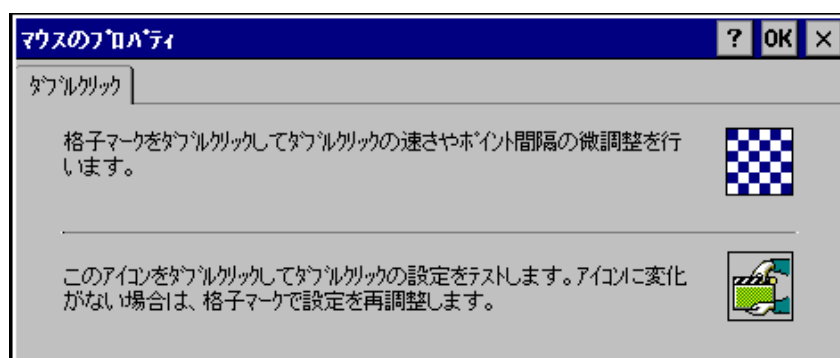 マウスのプロパティ ? OK ×
ダブルクリック
格子マークをダブルクリックしてダブルクリックの速さやポイント間隔の微調整を行
います。
このアイコンをダブルクリックしてダブルクリックの設定をテストします。アイコンに変化
がない場合は、格子マークで設定を再調整します。